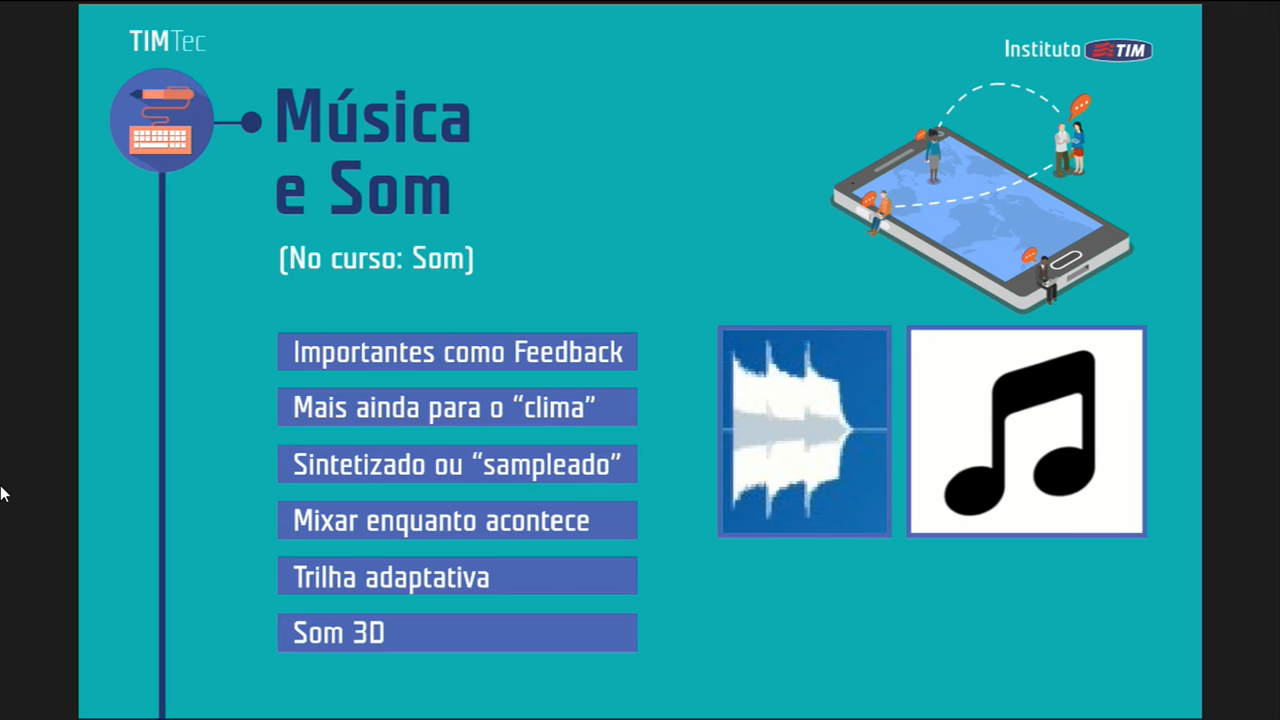 TIMTec
Instituto TIM
Música
e Som
(No curso: Som)
Importantes como Feedback
Mais ainda para o “clima”
Sintetizado ou “sampleado”
Mixar enquanto acontece
Trilha adaptativa
Som 3D